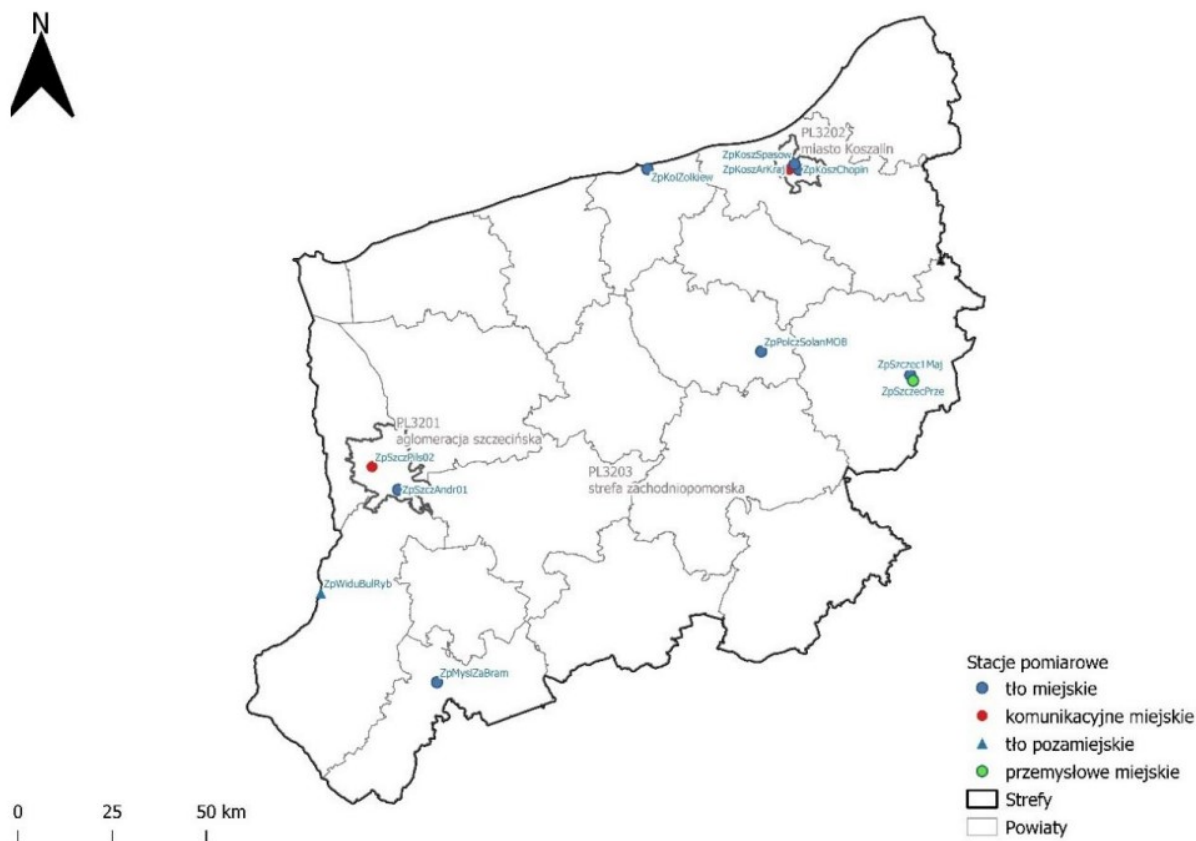 N
PL3202
miasto Koszalin
ZpKoszSpasow
ZpKoszArKraj
ZpKoszChopin
ZpKolZolkiew
ZpPolczSolanMOB
ZpSzczec1Maj
ZpSzczecPrze
PL3201
aglomeracja szczecińska
ZpSzczPils02
ZpSzczAndr01
PL3203
strefa zachodniopomorska
ZpWiduBulRyb
ZpMysiZaBram
Stacje pomiarowe
tło miejskie
komunikacyjne miejskie
tło pozamiejskie
przemysłowe miejskie
Strefy
Powiaty
0 25 50 km